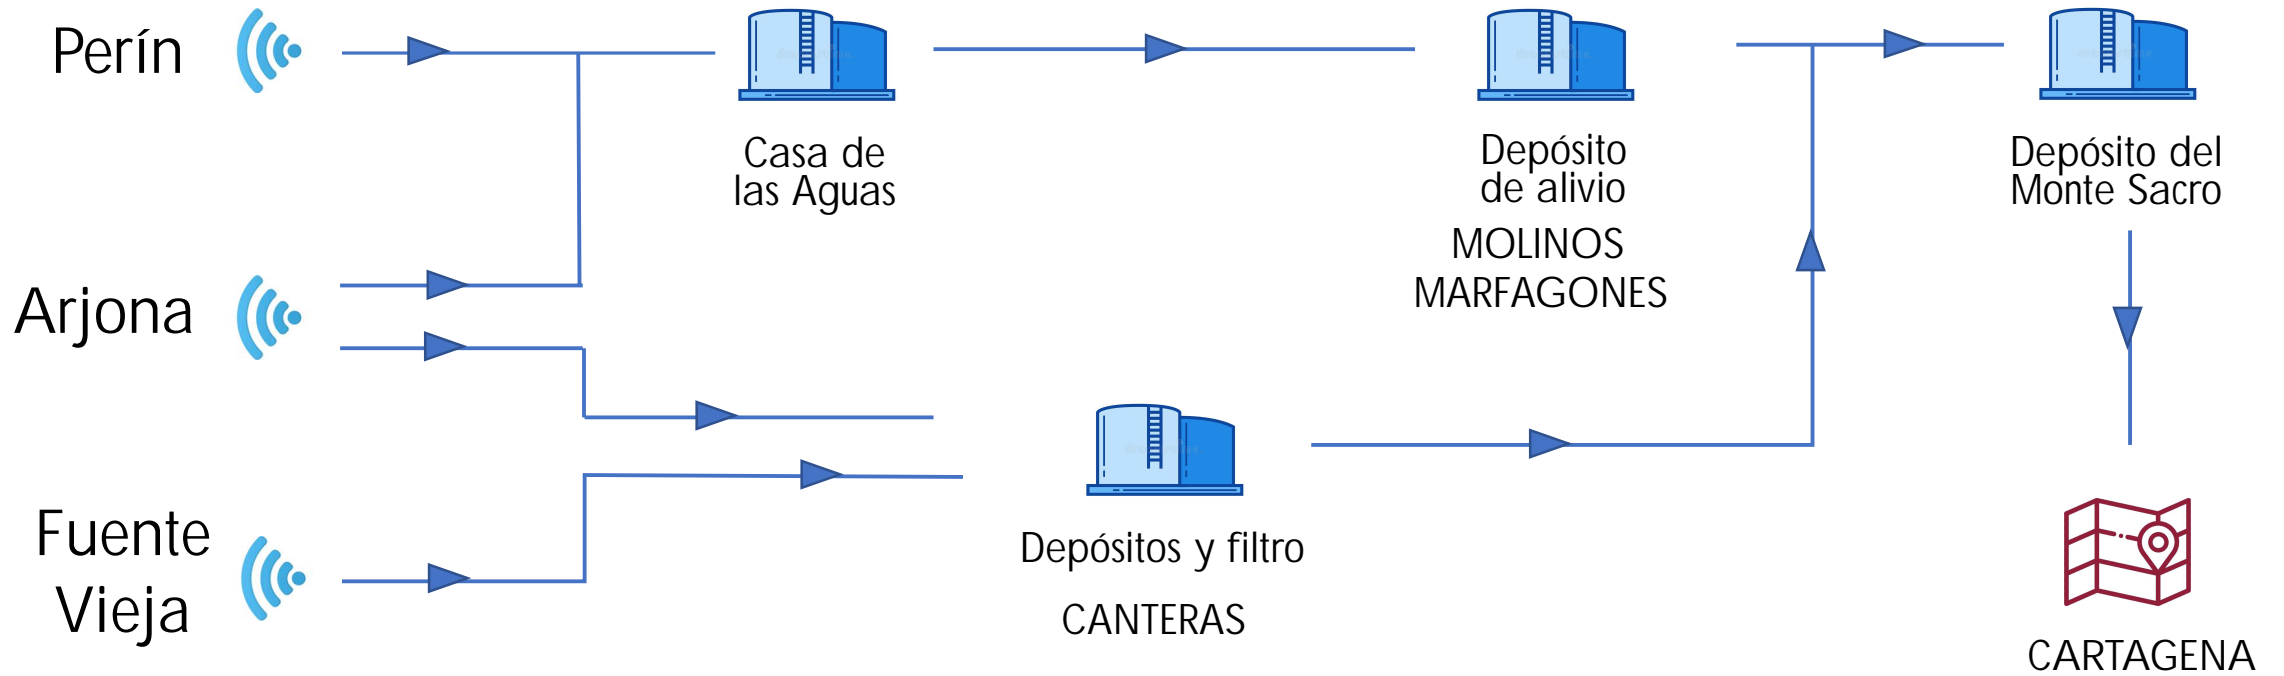 Perín
Casa de
las Aguas
Depósito
de alivio
MOLINOS
MARFAGONES
Depósito del
Monte Sacro
Arjona
Fuente
Vieja
Depósitos y filtro
CANTERAS
CARTAGENA